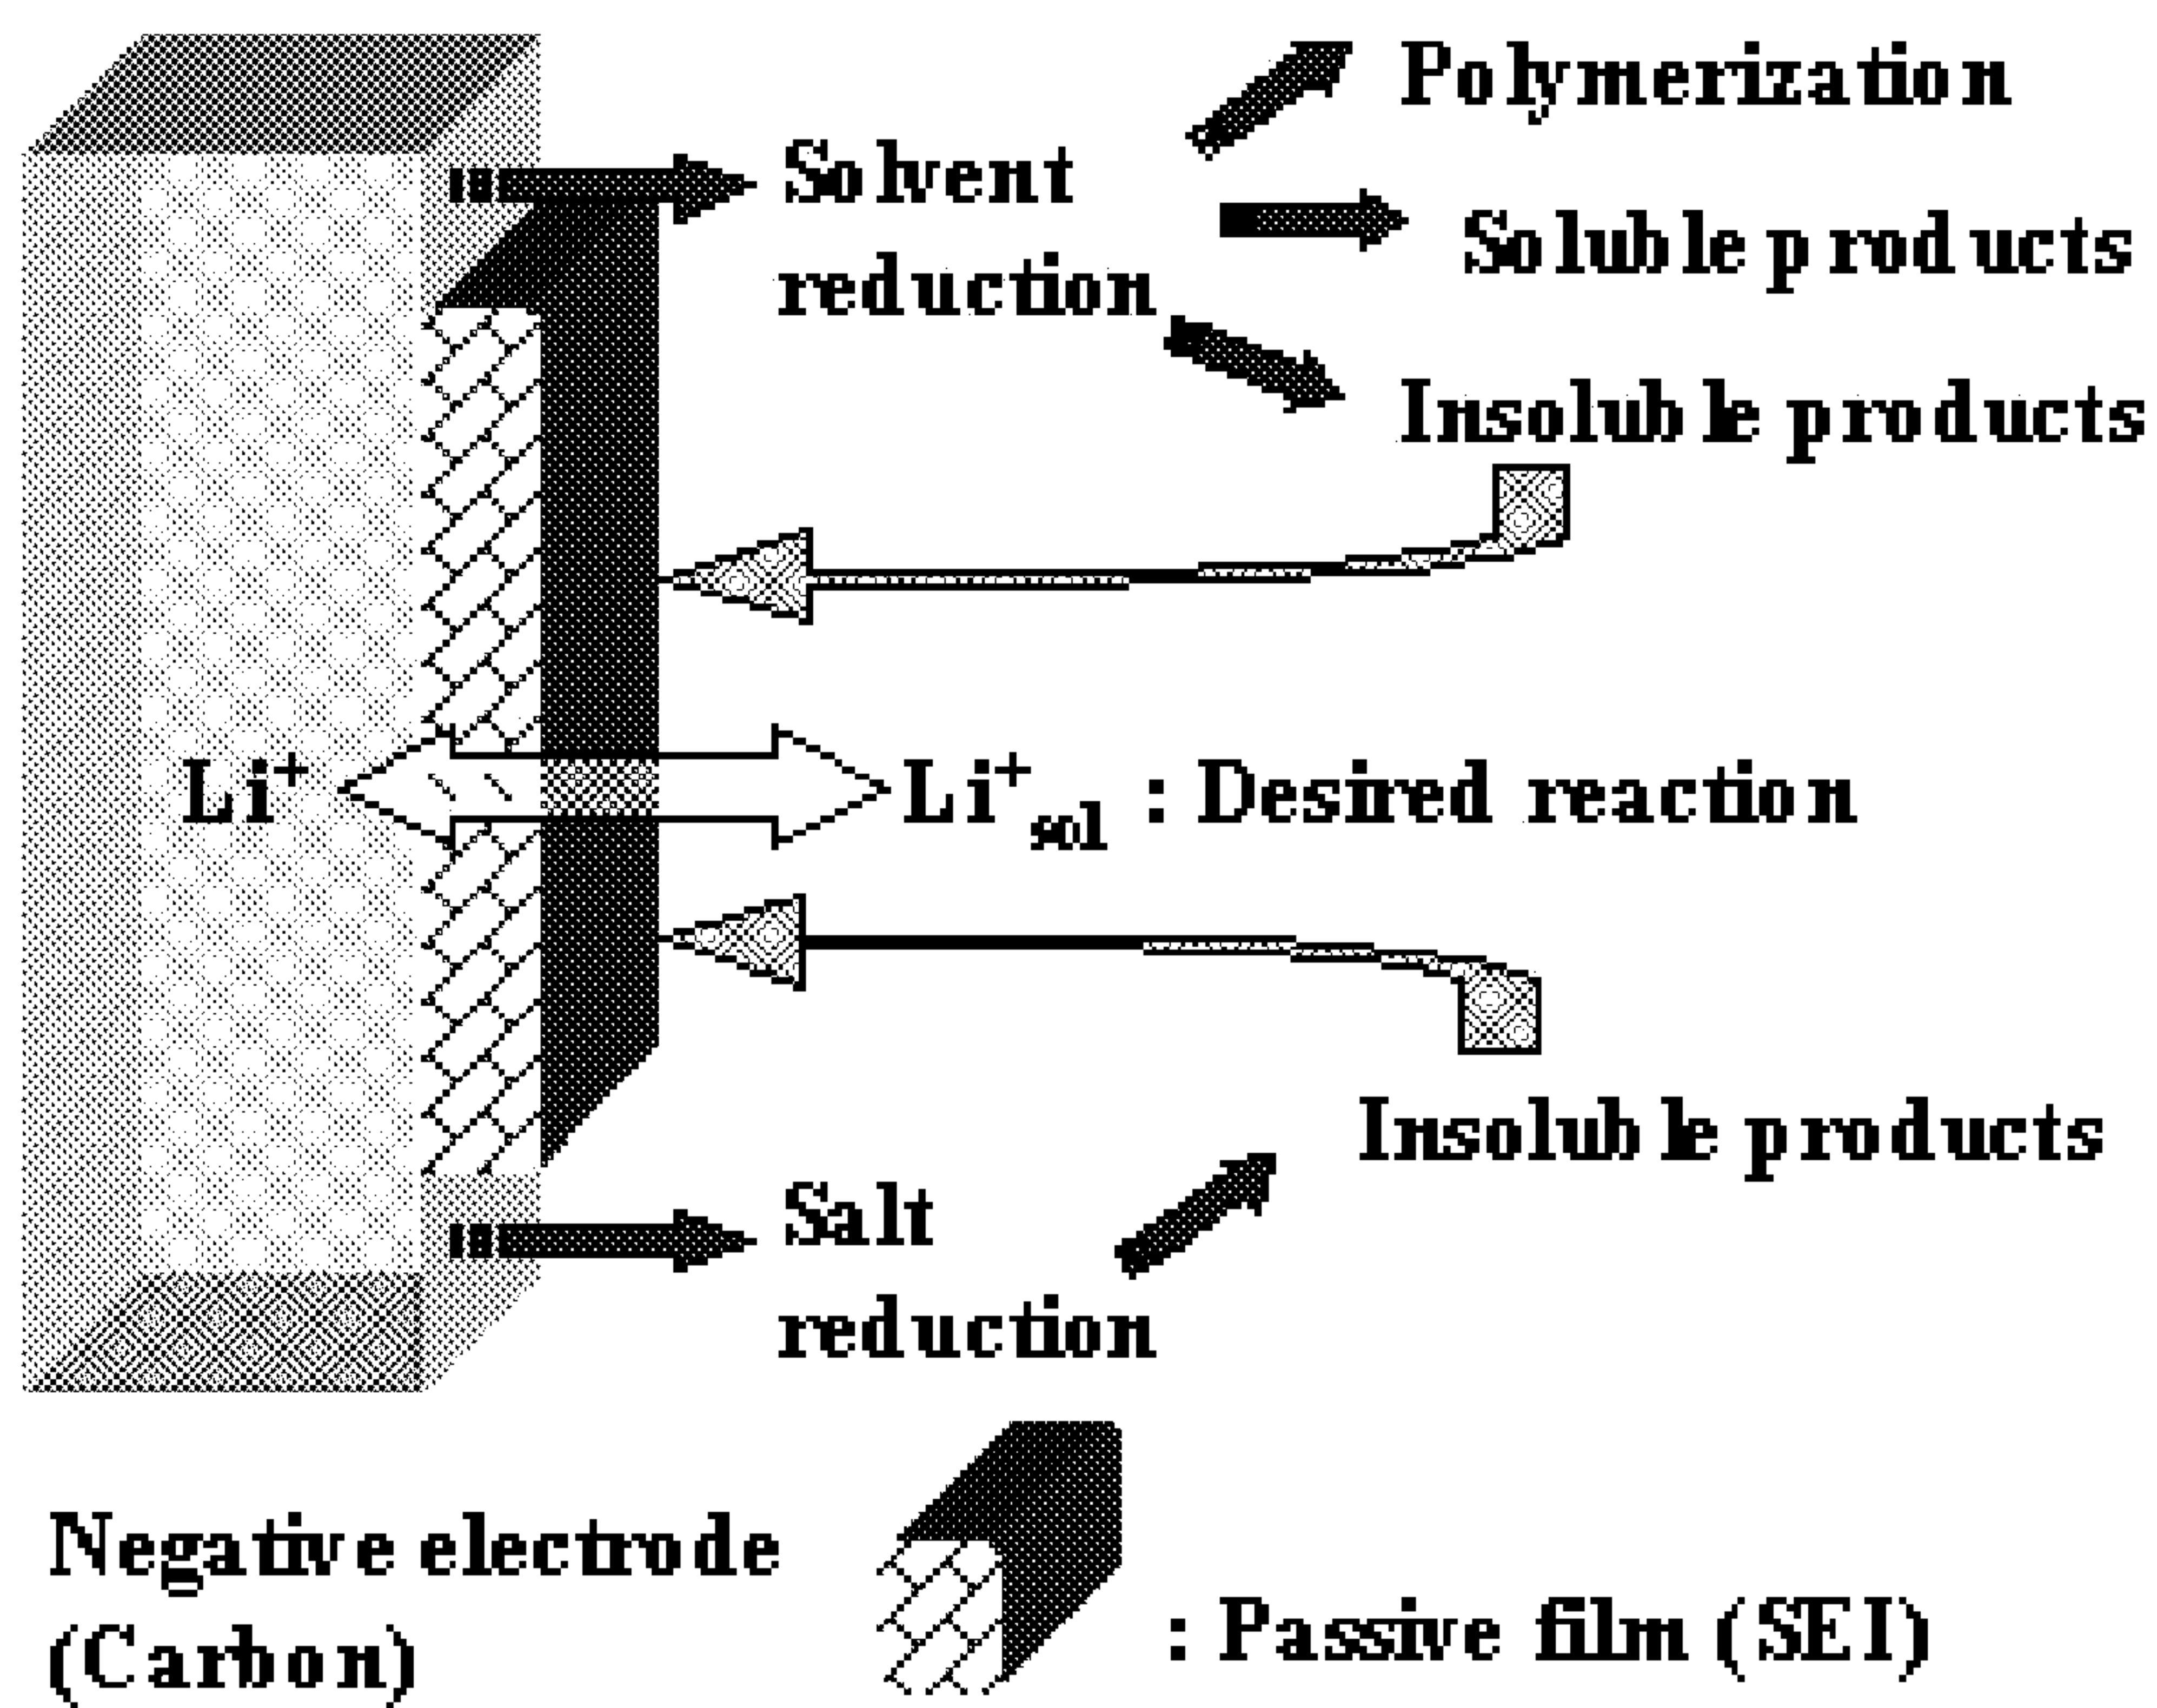 Polymerization
Solvent
reduction
Soluble products
Insoluble products
Li+
Li+sol : Desired reaction
Insoluble products
Salt
reduction
Negative electrode
(Carbon)
: Passive film (SEI)